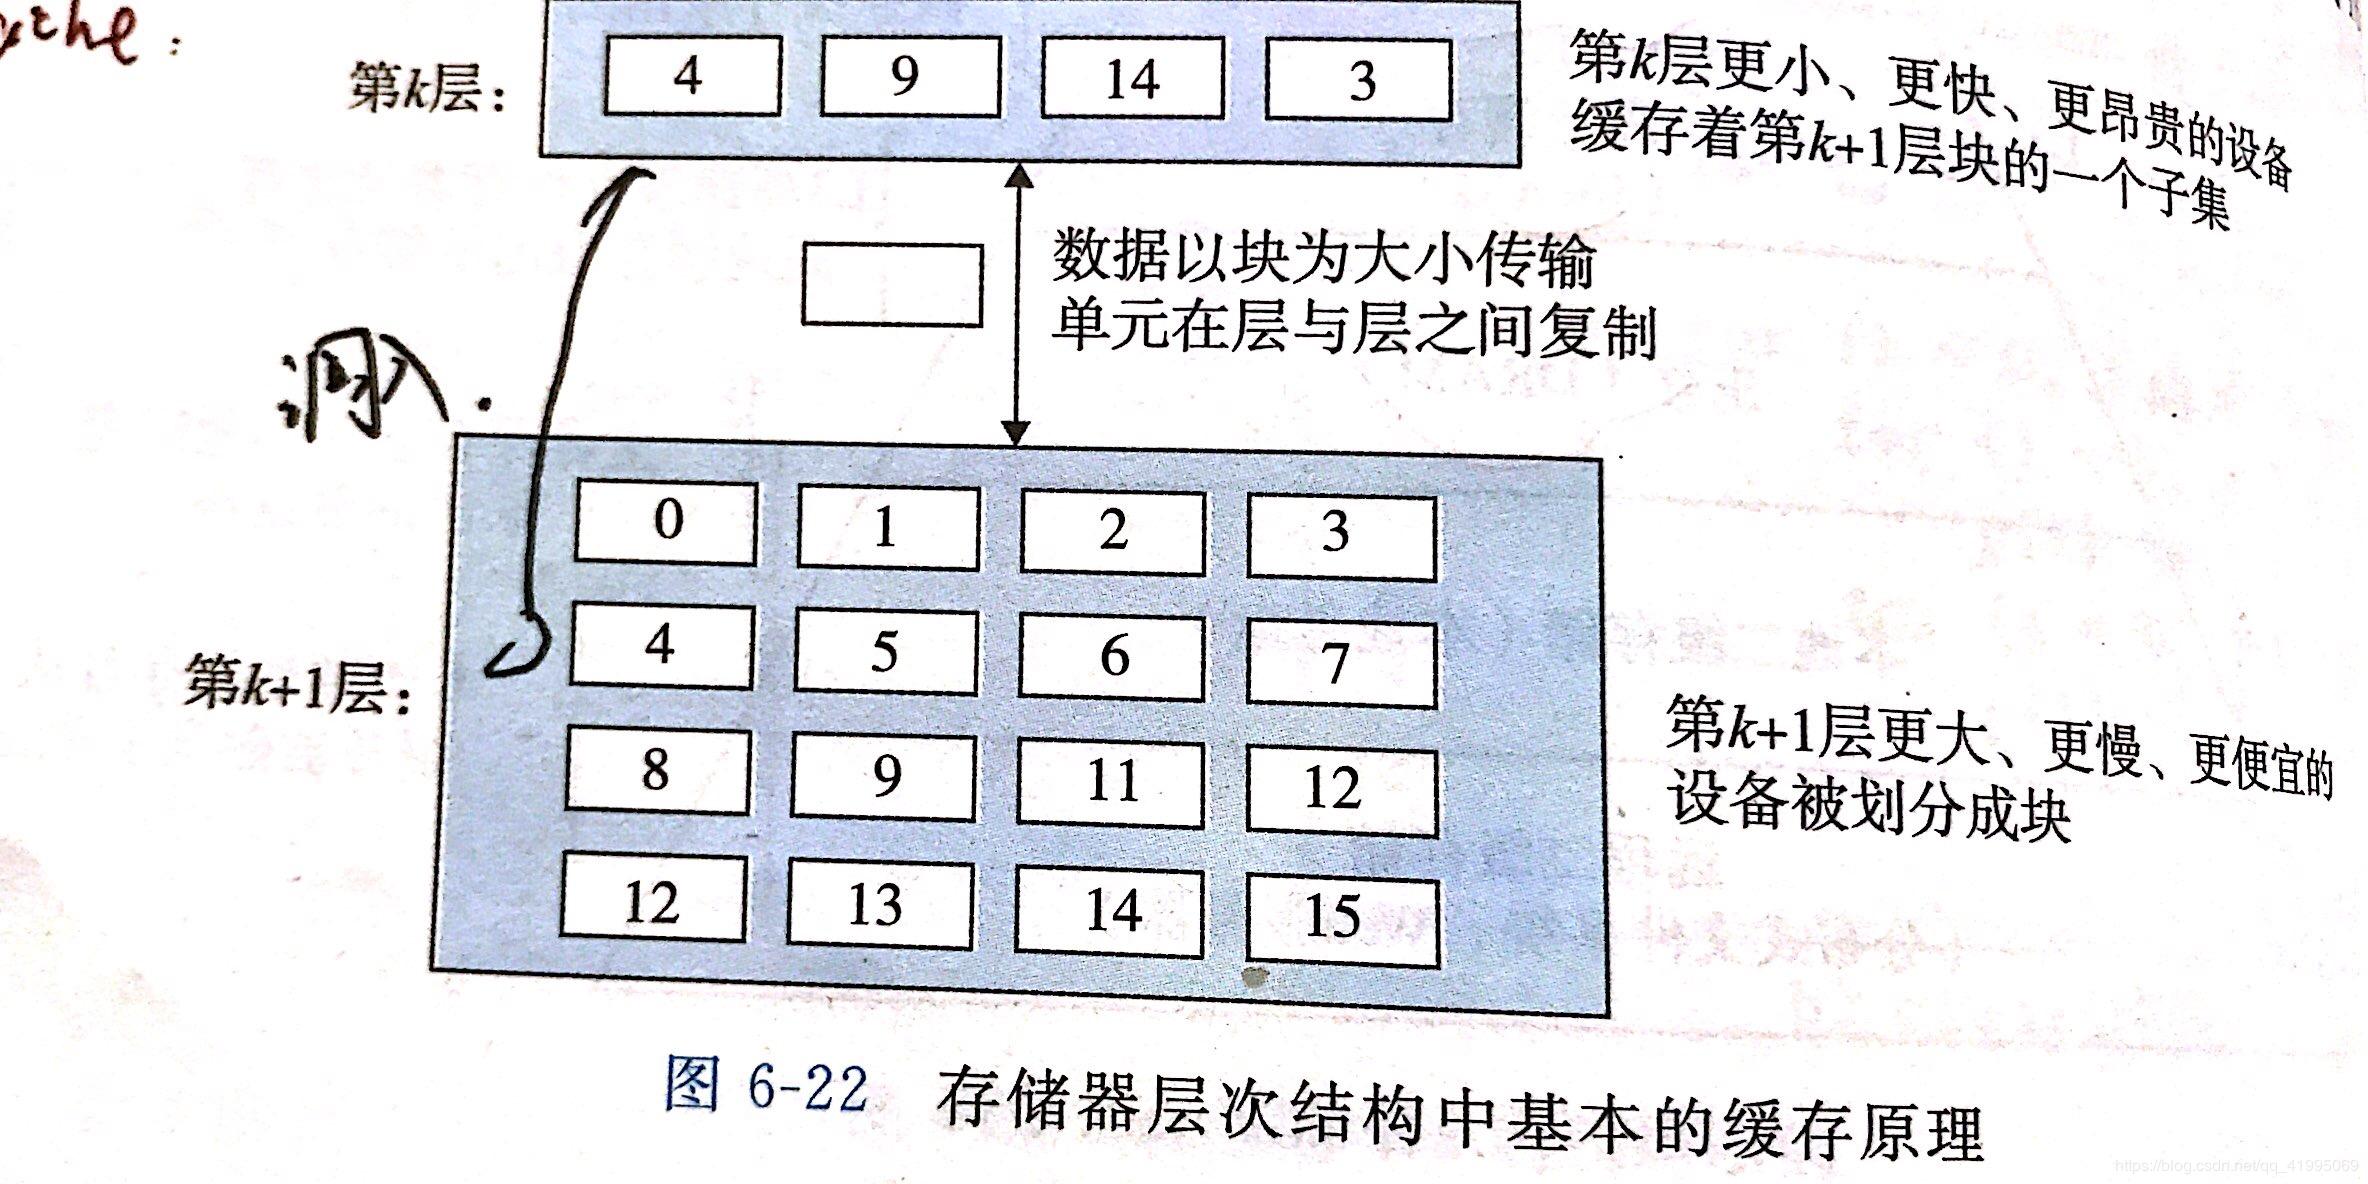 第k层：
4 9 14 3
第k层更小、更快、更昂贵的设备
缓存着第k+1层块的一个子集
数据以块为大小传输
单元在层与层之间复制
调入.
第k+1层：
0 1 2 3
4 5 6 7
8 9 11 12
12 13 14 15
第k+1层更大、更慢、更便宜的
设备被划分成块
图 6-22 存储器层次结构中基本的缓存原理
https://blog.csdn.net/qq_41995069